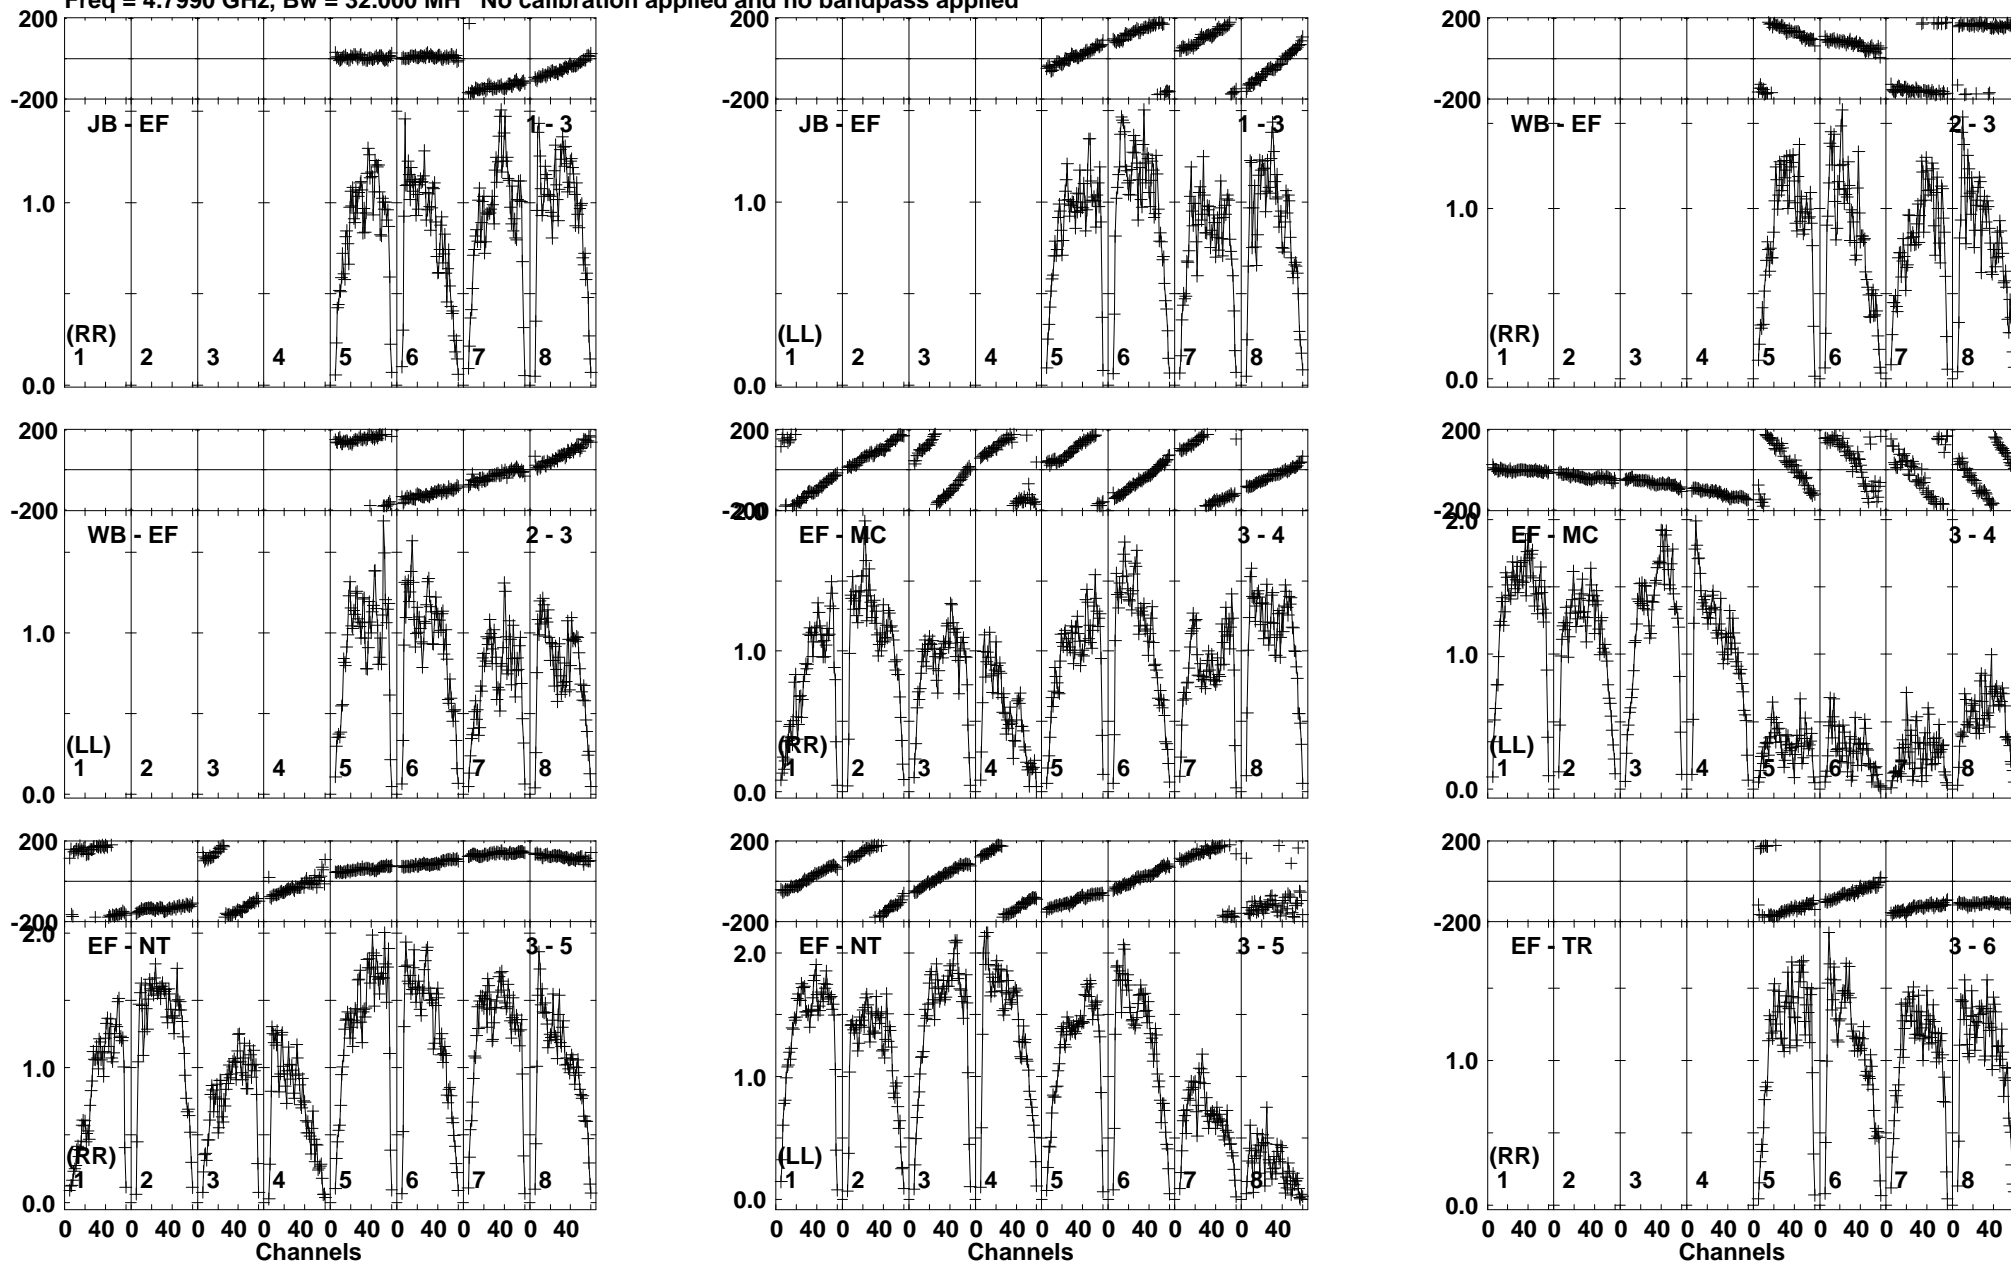 Freq = 4.7990 GHz, Bw = 32.000 MH No calibration applied and no bandpass applied
200 200 200
-200 -200 -200
JB - EF 1 - 3 JB - EF 1 - 3 WB - EF 2 - 3
1.0 1.0 1.0
(RR) (LL) (RR)
1 2 3 4 5 6 7 8 1 2 3 4 5 6 7 8 1 2 3 4 5 6 7 8
0.0 0.0 0.0
200 200 200
-200 -200 -200
2.0 2.0
WB - EF 2 - 3 EF - MC 3 - 4 EF - MC 3 - 4
1.0 1.0 1.0
(LL) (RR) (LL)
1 2 3 4 5 6 7 8 1 2 3 4 5 6 7 8 1 2 3 4 5 6 7 8
0.0 0.0 0.0
200 200 200
-200 -200 -200
2.0 2.0
EF - NT 3 - 5 EF - NT 3 - 5 EF - TR 3 - 6
1.0 1.0 1.0
(RR) (LL) (RR)
1 2 3 4 5 6 7 8 1 2 3 4 5 6 7 8 1 2 3 4 5 6 7 8
0.0 0.0 0.0
0 40 0 40 0 40 0 40 0 40 0 40 0 40 0 40 0 40 0 40 0 40 0 40 0 40 0 40 0 40 0 40 0 40 0 40 0 40 0 40 0 40 0 40 0 40 0 40
Channels Channels Channels